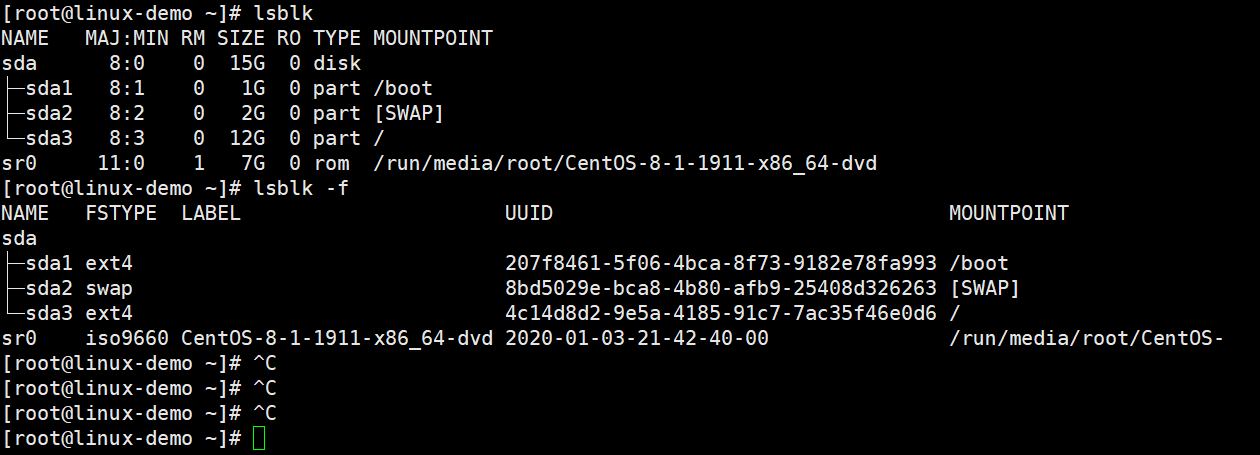 [root@linux-demo ~]# lsblk
NAME   MAJ:MIN RM SIZE RO TYPE MOUNTPOINT
sda      8:0    0  15G  0 disk
├─sda1   8:1    0   1G  0 part /boot
├─sda2   8:2    0   2G  0 part [SWAP]
└─sda3   8:3    0  12G  0 part /
sr0     11:0    1   7G  0 rom  /run/media/root/CentOS-8-1-1911-x86_64-dvd
[root@linux-demo ~]# lsblk -f
NAME   FSTYPE  LABEL                      UUID                                 MOUNTPOINT
sda
├─sda1 ext4                               207f8461-5f06-4bca-8f73-9182e78fa993 /boot
├─sda2 swap                               8bd5029e-bca8-4b80-afb9-25408d326263 [SWAP]
└─sda3 ext4                               4c14d8d2-9e5a-4185-91c7-7ac35f46e0d6 /
sr0    iso9660 CentOS-8-1-1911-x86_64-dvd 2020-01-03-21-42-40-00               /run/media/root/CentOS-
[root@linux-demo ~]# ^C
[root@linux-demo ~]# ^C
[root@linux-demo ~]# ^C
[root@linux-demo ~]#